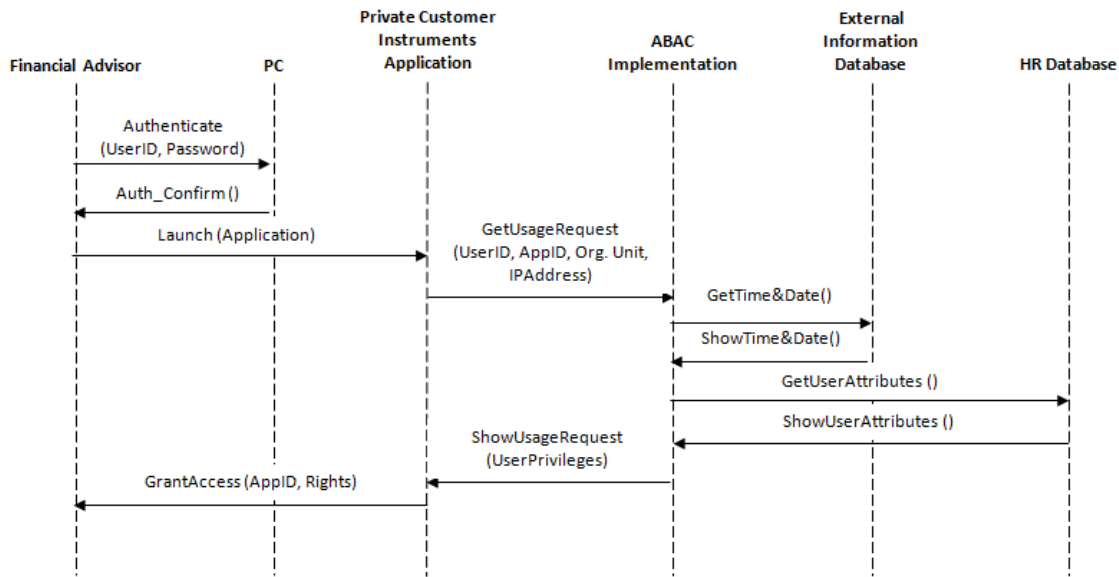 Financial Advisor
PC
Private Customer
Instruments
Application
ABAC
Implementation
External
Information
Database
HR Database
Authenticate
(UserID, Password)
Auth_Confirm ()
Launch (Application)
GetUsageRequest
(UserID, AppID, Org. Unit,
IPAddress)
GetTime&Date()
ShowTime&Date()
GetUserAttributes ()
ShowUserAttributes ()
ShowUsageRequest
(UserPrivileges)
GrantAccess (AppID, Rights)